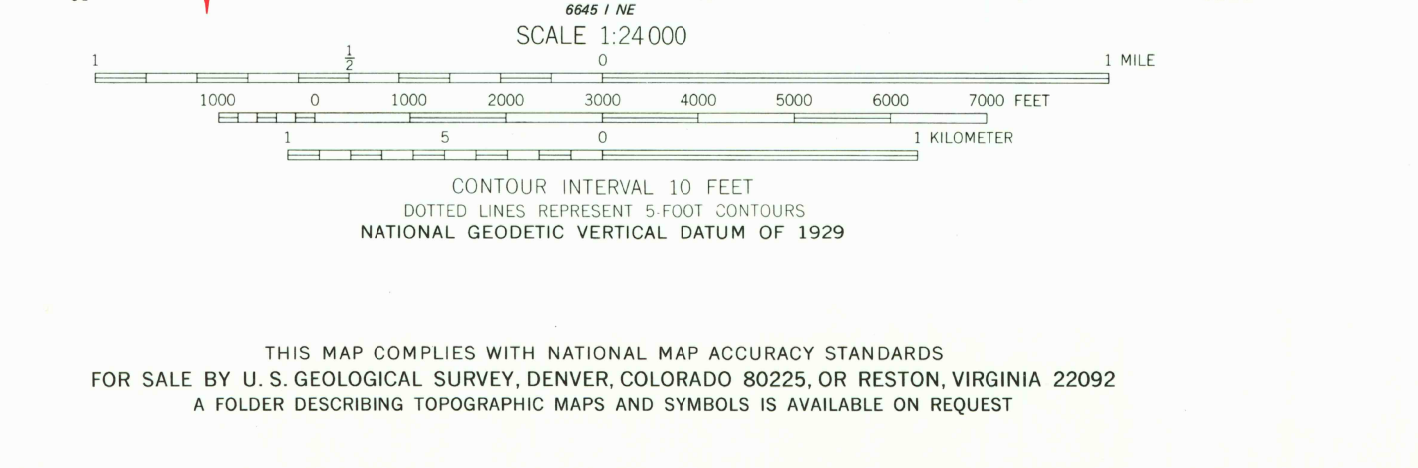 6645 I NE
SCALE 1:24 000
1 1/2 0 1 MILE
1000 0 1000 2000 3000 4000 5000 6000 7000 FEET
1 5 0 1 KILOMETER
CONTOUR INTERVAL 10 FEET
DOTTED LINES REPRESENT 5-FOOT CONTOURS
NATIONAL GEODETIC VERTICAL DATUM OF 1929
THIS MAP COMPLIES WITH NATIONAL MAP ACCURACY STANDARDS
FOR SALE BY U. S. GEOLOGICAL SURVEY, DENVER, COLORADO 80225, OR RESTON, VIRGINIA 22092
A FOLDER DESCRIBING TOPOGRAPHIC MAPS AND SYMBOLS IS AVAILABLE ON REQUEST